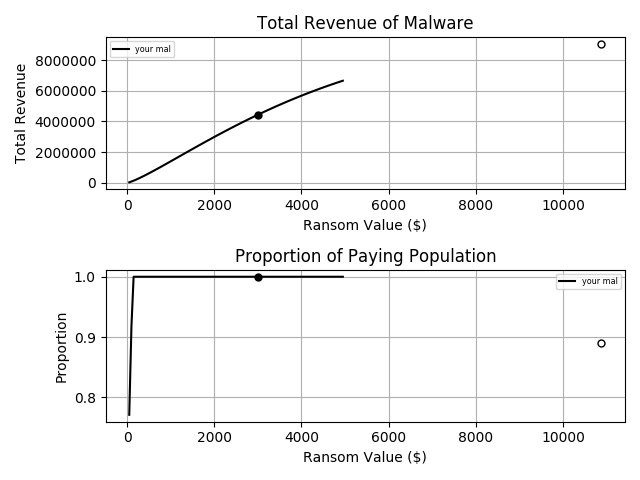 Total Revenue of Malware
your mal
8000000
6000000
4000000
2000000
0
Total Revenue
0 2000 4000 6000 8000 10000
Ransom Value ($)
Proportion of Paying Population
your mal
1.0
0.9
0.8
Proportion
0 2000 4000 6000 8000 10000
Ransom Value ($)